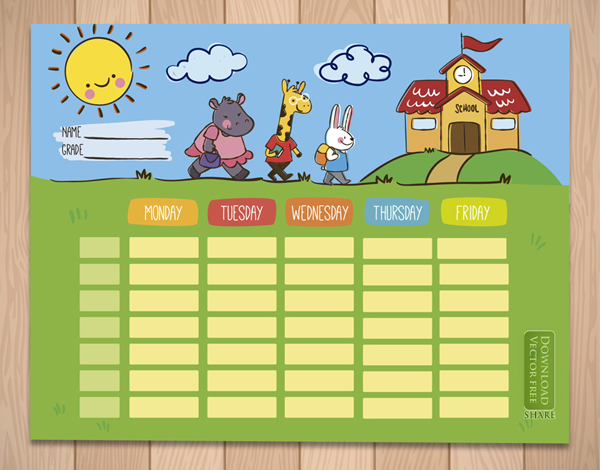 SCHOOL
NAME
GRADE
MONDAY TUESDAY WEDNESDAY THURSDAY FRIDAY
DOWNLOAD
VECTOR FREE
SHARE